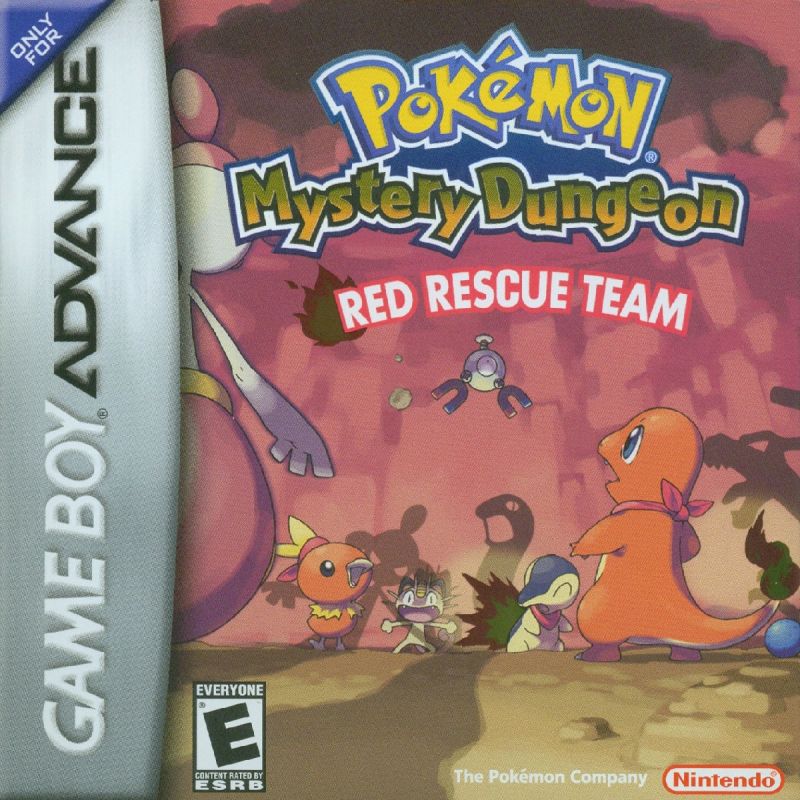 ONLY
FOR
GAME BOY ADVANCE
®
POKéMON
®
Mystery Dungeon
RED RESCUE TEAM
EVERYONE
E
®
CONTENT RATED BY
ESRB
The Pokémon Company
Nintendo®